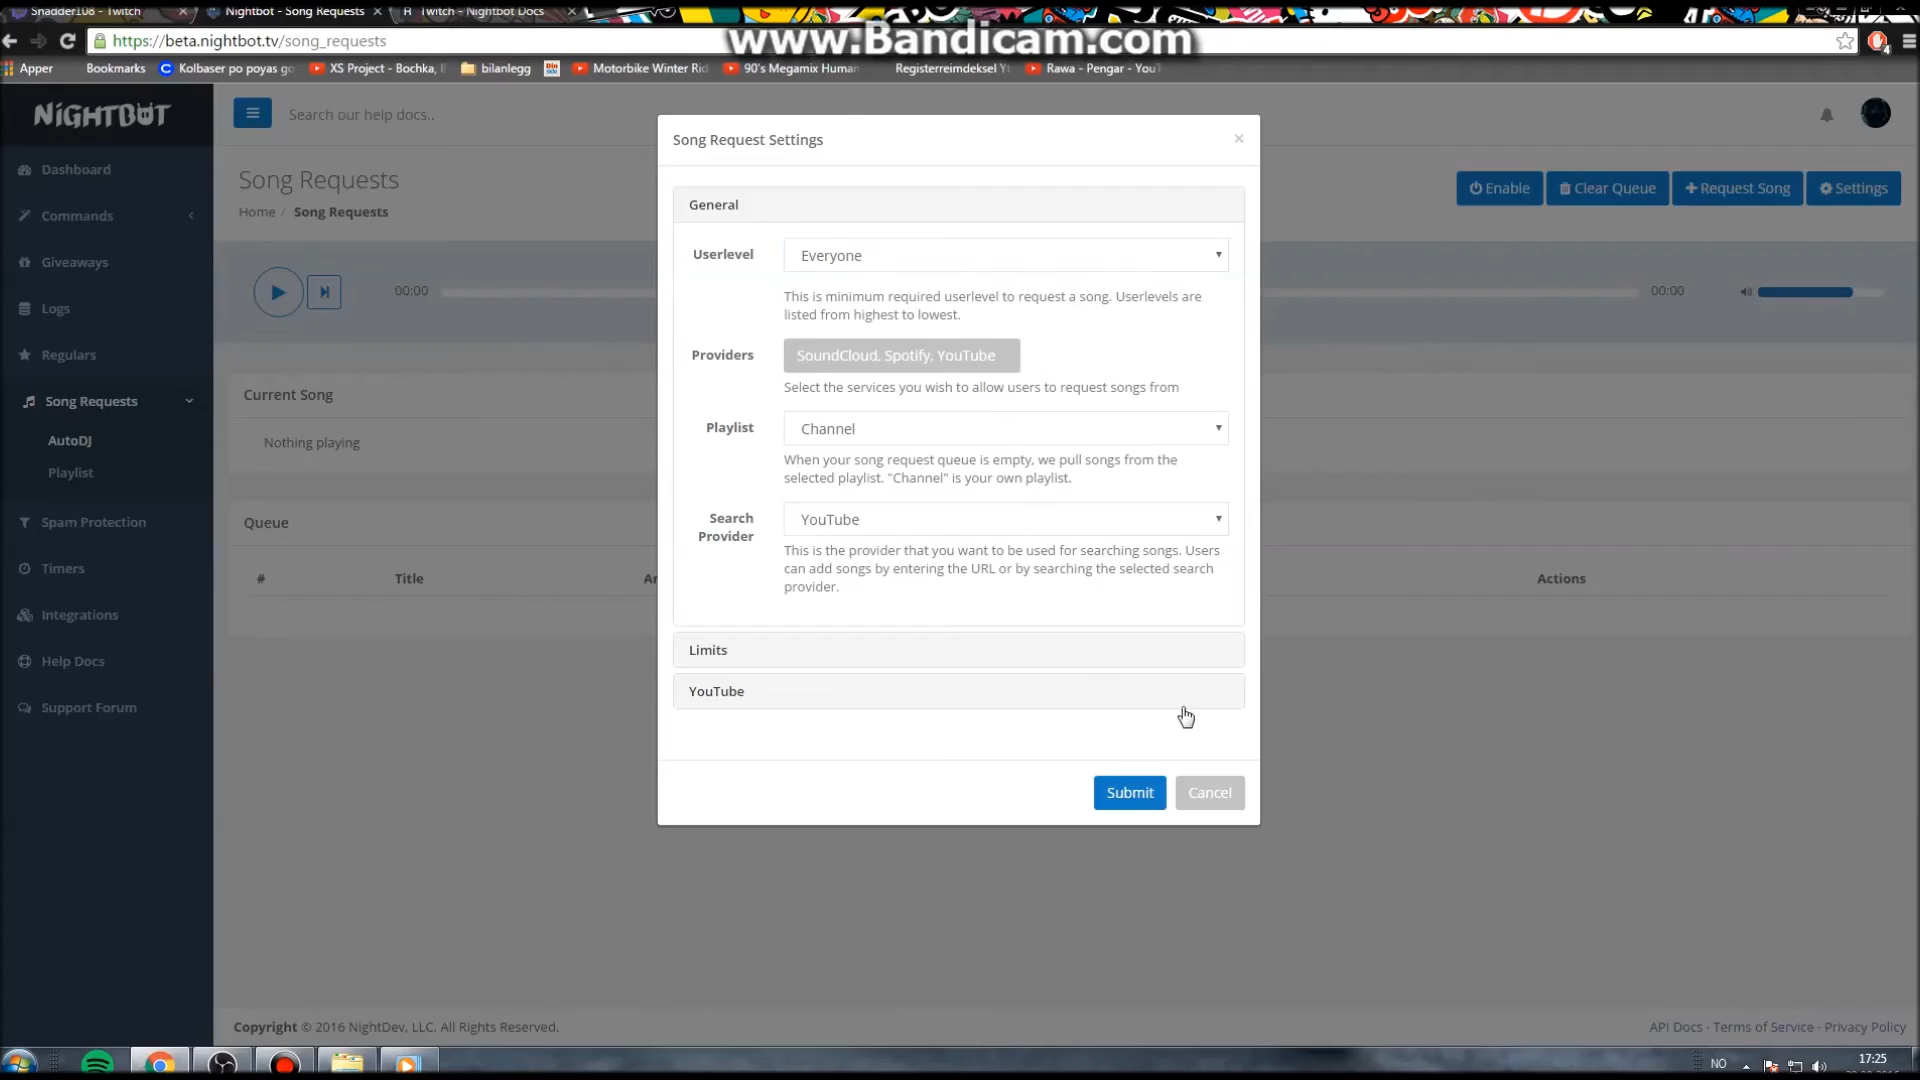 Snadder108 - Twitch
Nightbot - Song Requests
Twitch - Nightbot Docs
https://beta.nightbot.tv/song_requests
www.Bandicam.com
4
Apper
Bookmarks
Kolbaser po poyas go
XS Project - Bochka,
bilanlegg
Motorbike Winter Rid
90's Megamix Human
Registerreimdeksel
Rawa - Pengar - You
NiGHTBOT
Search our help docs..
Dashboard
Commands
Giveaways
Logs
Regulars
Song Requests
AutoDJ
Playlist
Spam Protection
Timers
Integrations
Help Docs
Support Forum
Song Requests
Home / Song Requests
Enable
Clear Queue
Request Song
Settings
00:00
00:00
Current Song
Nothing playing
Queue
#
Title
Ar
Actions
Song Request Settings
×
General
Userlevel
Everyone
This is minimum required userlevel to request a song. Userlevels are
listed from highest to lowest.
Providers
SoundCloud, Spotify, YouTube
Select the services you wish to allow users to request songs from
Playlist
Channel
When your song request queue is empty, we pull songs from the
selected playlist. "Channel" is your own playlist.
Search
Provider
YouTube
This is the provider that you want to be used for searching songs. Users
can add songs by entering the URL or by searching the selected search
provider.
Limits
YouTube
Submit
Cancel
Copyright © 2016 NightDev, LLC. All Rights Reserved.
API Docs · Terms of Service · Privacy Policy
NO
17:25